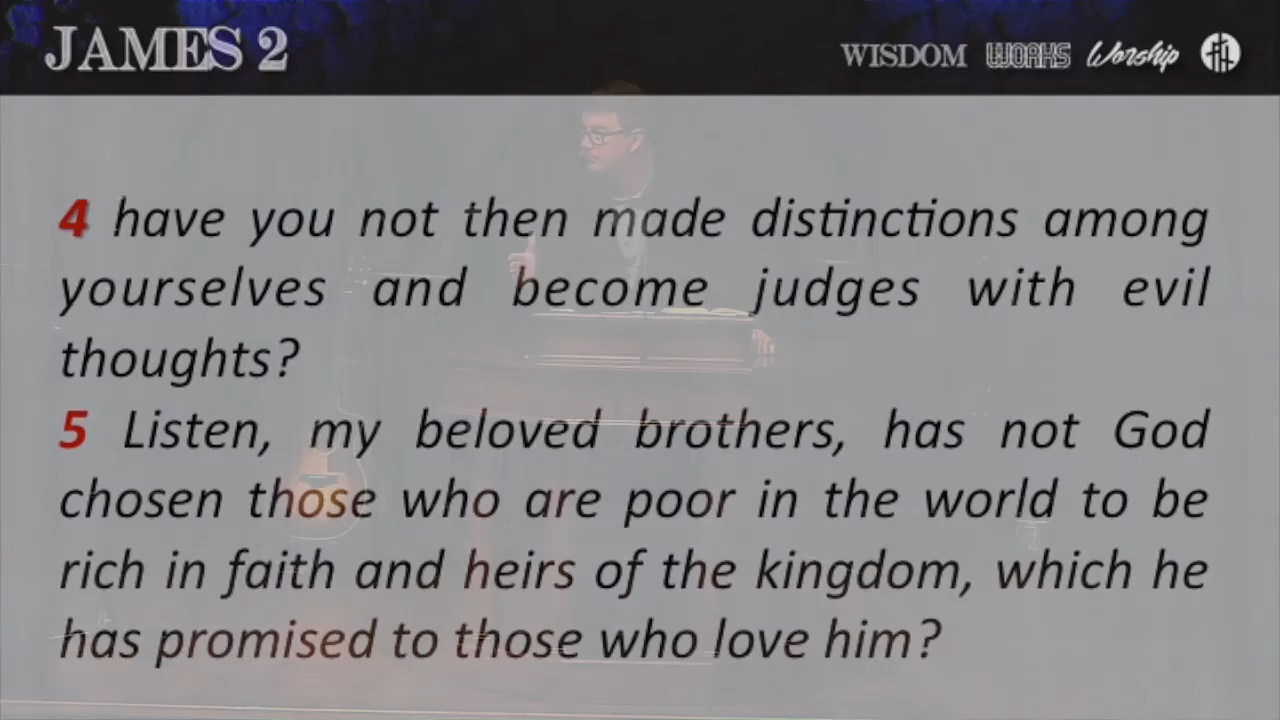 JAMES 2
WISDOM WORKS Worship
4 have you not then made distinctions among
yourselves and become judges with evil
thoughts?
5 Listen, my beloved brothers, has not God
chosen those who are poor in the world to be
rich in faith and heirs of the kingdom, which he
has promised to those who love him?